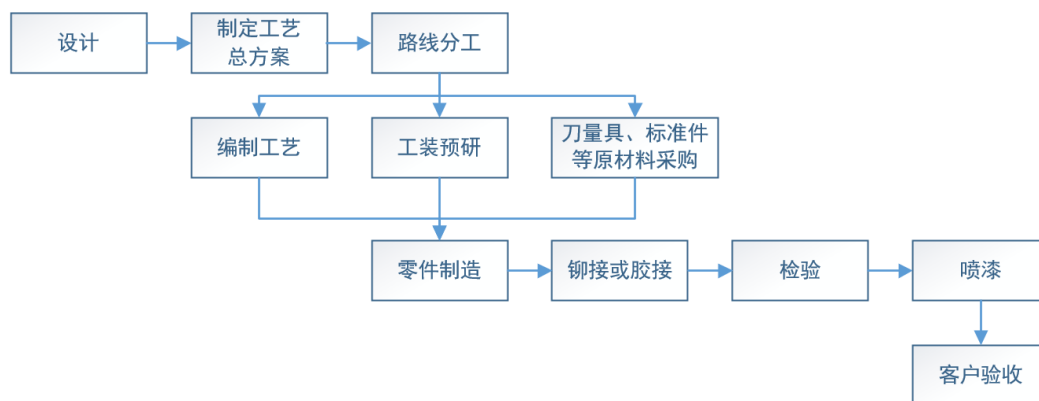 设计
制定工艺
总方案
路线分工
编制工艺
工装预研
刀量具、标准件
等原材料采购
零件制造
铆接或胶接
检验
喷漆
客户验收